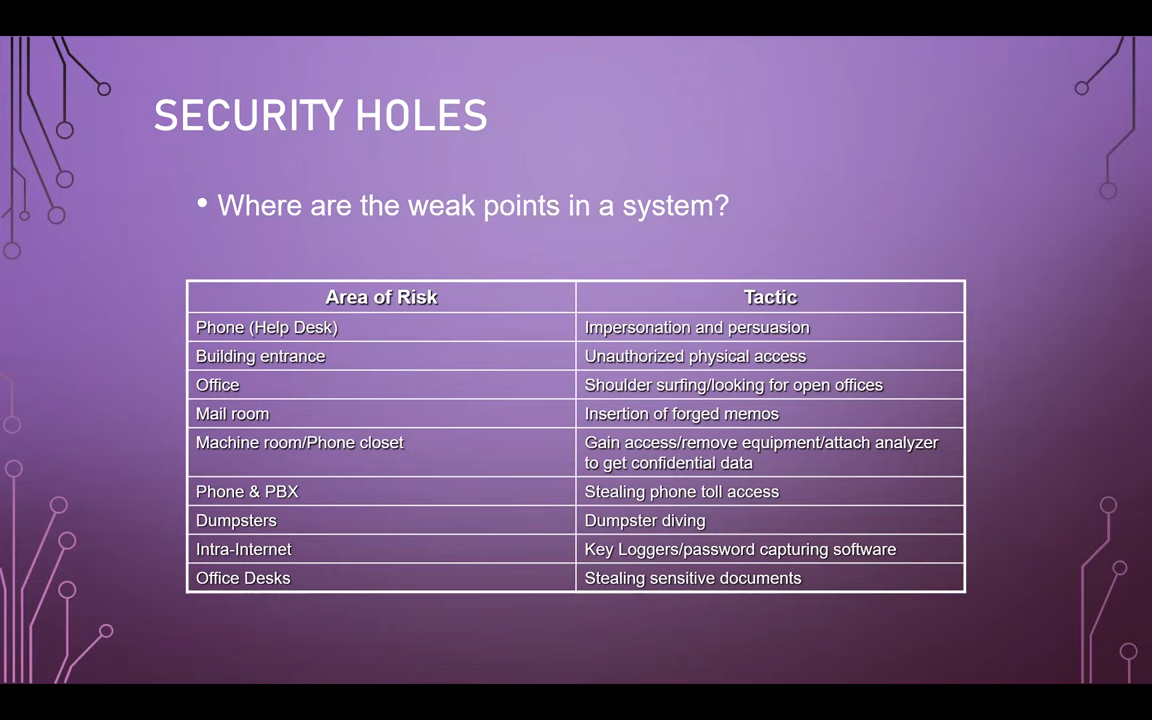 SECURITY HOLES
• Where are the weak points in a system?
Area of Risk Tactic
Phone (Help Desk) Impersonation and persuasion
Building entrance Unauthorized physical access
Office Shoulder surfing/looking for open offices
Mail room Insertion of forged memos
Machine room/Phone closet Gain access/remove equipment/attach analyzer
to get confidential data
Phone & PBX Stealing phone toll access
Dumpsters Dumpster diving
Intra-Internet Key Loggers/password capturing software
Office Desks Stealing sensitive documents